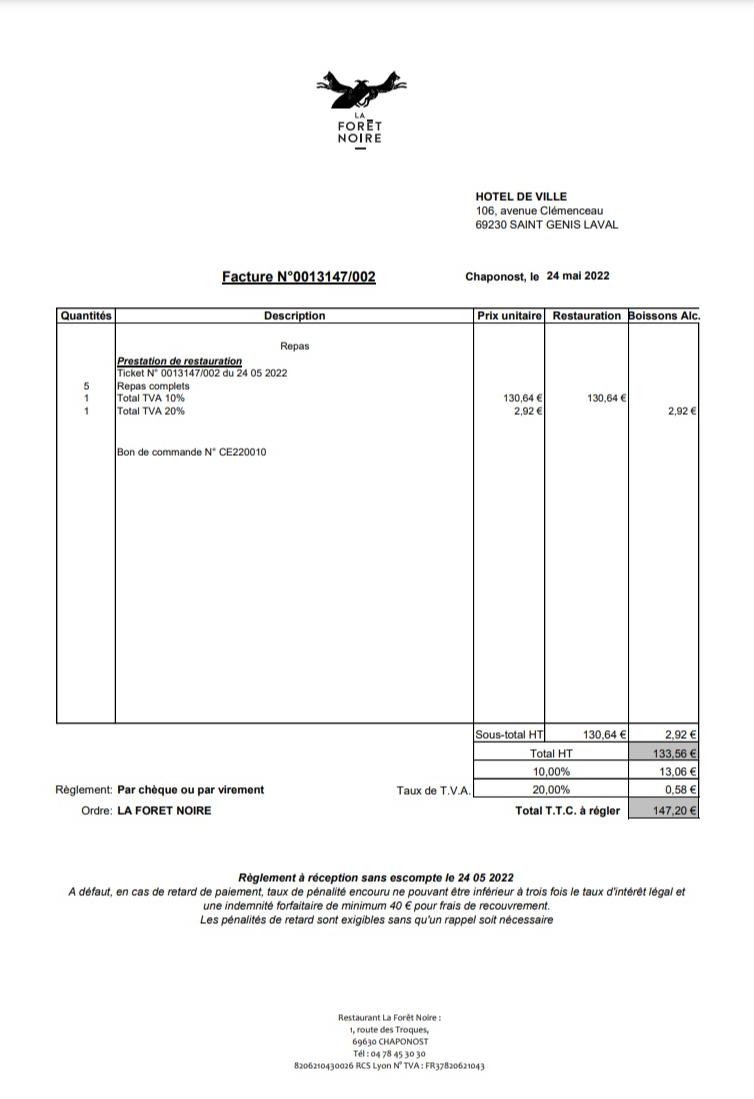 LA
FORÊT
NOIRE
HOTEL DE VILLE
106, avenue Clémenceau
69230 SAINT GENIS LAVAL
Facture N°0013147/002
Chaponost, le 24 mai 2022
Quantités Description Prix unitaire Restauration Boissons Alc.
Repas
Prestation de restauration
Ticket N° 0013147/002 du 24 05 2022
5 Repas complets
1 Total TVA 10% 130,64 € 130,64 €
1 Total TVA 20% 2,92 € 2,92 €
Bon de commande N° CE220010
Sous-total HT 130,64 € 2,92 €
Total HT 133,56 €
10,00% 13,06 €
Règlement: Par chèque ou par virement Taux de T.V.A. 20,00% 0,58 €
Ordre: LA FORET NOIRE Total T.T.C. à régler 147,20 €
Règlement à réception sans escompte le 24 05 2022
A défaut, en cas de retard de paiement, taux de pénalité encouru ne pouvant être inférieur à trois fois le taux d'intérêt légal et
une indemnité forfaitaire de minimum 40 € pour frais de recouvrement.
Les pénalités de retard sont exigibles sans qu'un rappel soit nécessaire
Restaurant La Forêt Noire :
1, route des Troques,
69630 CHAPONOST
Tél : 04 78 45 30 30
8206210430026 RCS Lyon N° TVA : FR37820621043